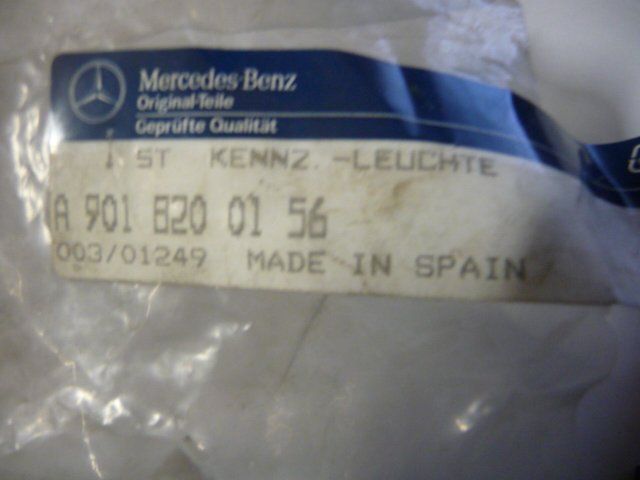 Mercedes-Benz
Original-Teile
Geprüfte Qualität
1 ST KENNZ.-LEUCHTE
A 901 820 01 56
003/01249 MADE IN SPAIN